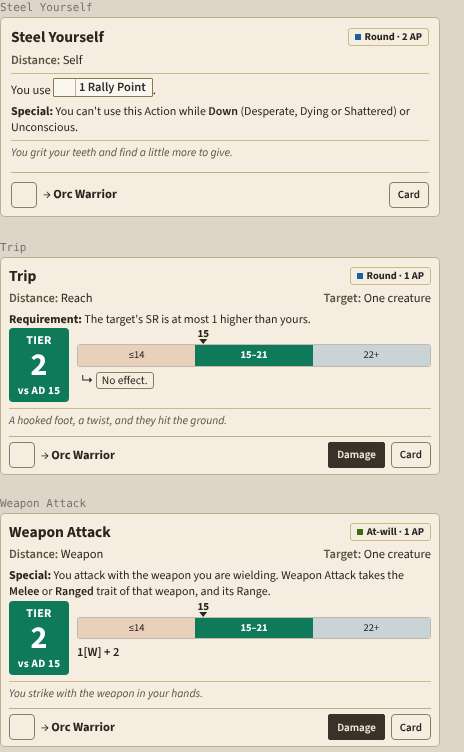 Steel Yourself
Steel Yourself
Round · 2 AP
Distance: Self
You use 1 Rally Point.
Special: You can't use this Action while Down (Desperate, Dying or Shattered) or
Unconscious.
You grit your teeth and find a little more to give.
→ Orc Warrior
Card
Trip
Trip
Round · 1 AP
Distance: Reach
Target: One creature
Requirement: The target's SR is at most 1 higher than yours.
TIER
2
vs AD 15
15
≤14
15–21
22+
↳ No effect.
A hooked foot, a twist, and they hit the ground.
→ Orc Warrior
Damage
Card
Weapon Attack
Weapon Attack
At-will · 1 AP
Distance: Weapon
Target: One creature
Special: You attack with the weapon you are wielding. Weapon Attack takes the
Melee or Ranged trait of that weapon, and its Range.
TIER
2
vs AD 15
15
≤14
15–21
22+
1[W] + 2
You strike with the weapon in your hands.
→ Orc Warrior
Damage
Card